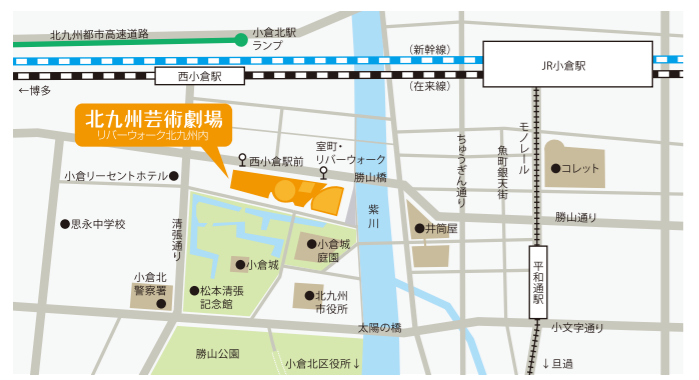 北九州都市高速道路
小倉北駅
ランプ
(新幹線)
JR小倉駅
西小倉駅
(在来線)
←博多
北九州芸術劇場
リバーウォーク北九州内
室町・
リバーウォーク
西小倉駅前
小倉リーセントホテル
勝山橋
ちゅうぎん通り
魚町銀天街
モノレール
コレット
思永中学校
清張通り
紫川
井筒屋
勝山通り
小倉城
庭園
小倉城
平和通駅
小倉北
警察署
松本清張
記念館
北九州
市役所
太陽の橋
小文字通り
勝山公園
小倉北区役所↓
↓旦過